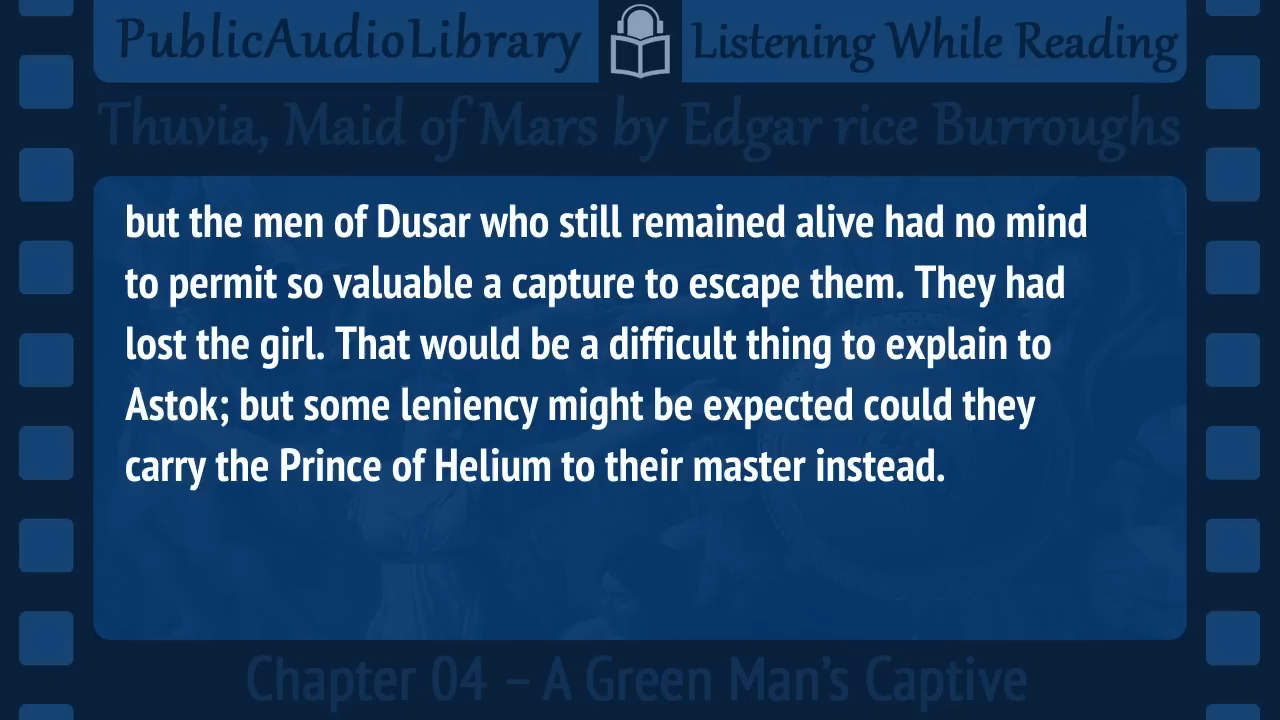 PublicAudioLibrary Listening While Reading
Thuvia, Maid of Mars by Edgar rice Burroughs
but the men of Dusar who still remained alive had no mind
to permit so valuable a capture to escape them. They had
lost the girl. That would be a difficult thing to explain to
Astok; but some leniency might be expected could they
carry the Prince of Helium to their master instead.
Chapter 04 – A Green Man’s Captive